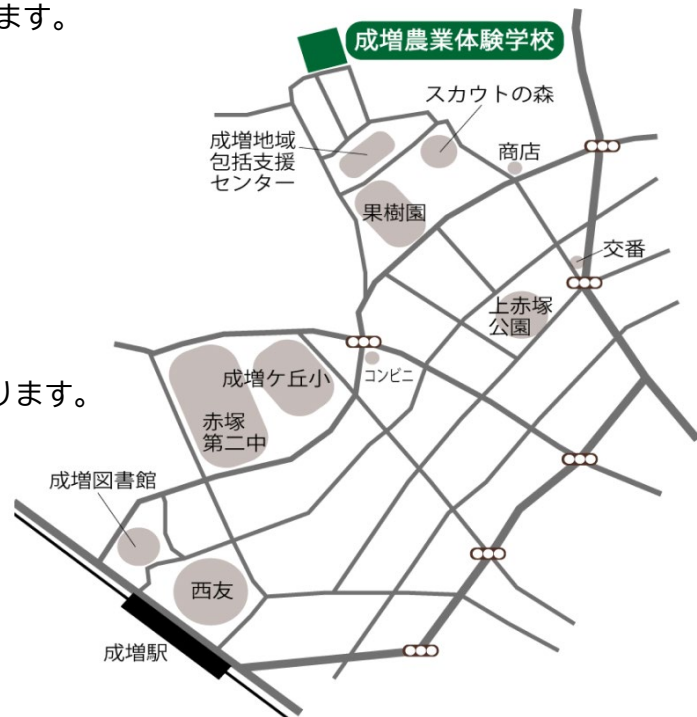 ます。
成増農業体験学校
スカウトの森
成増地域
包括支援
センター
商店
果樹園
交番
上赤塚
公園
成増ケ丘小
コンビニ
ります。
赤塚
第二中
成増図書館
西友
成増駅